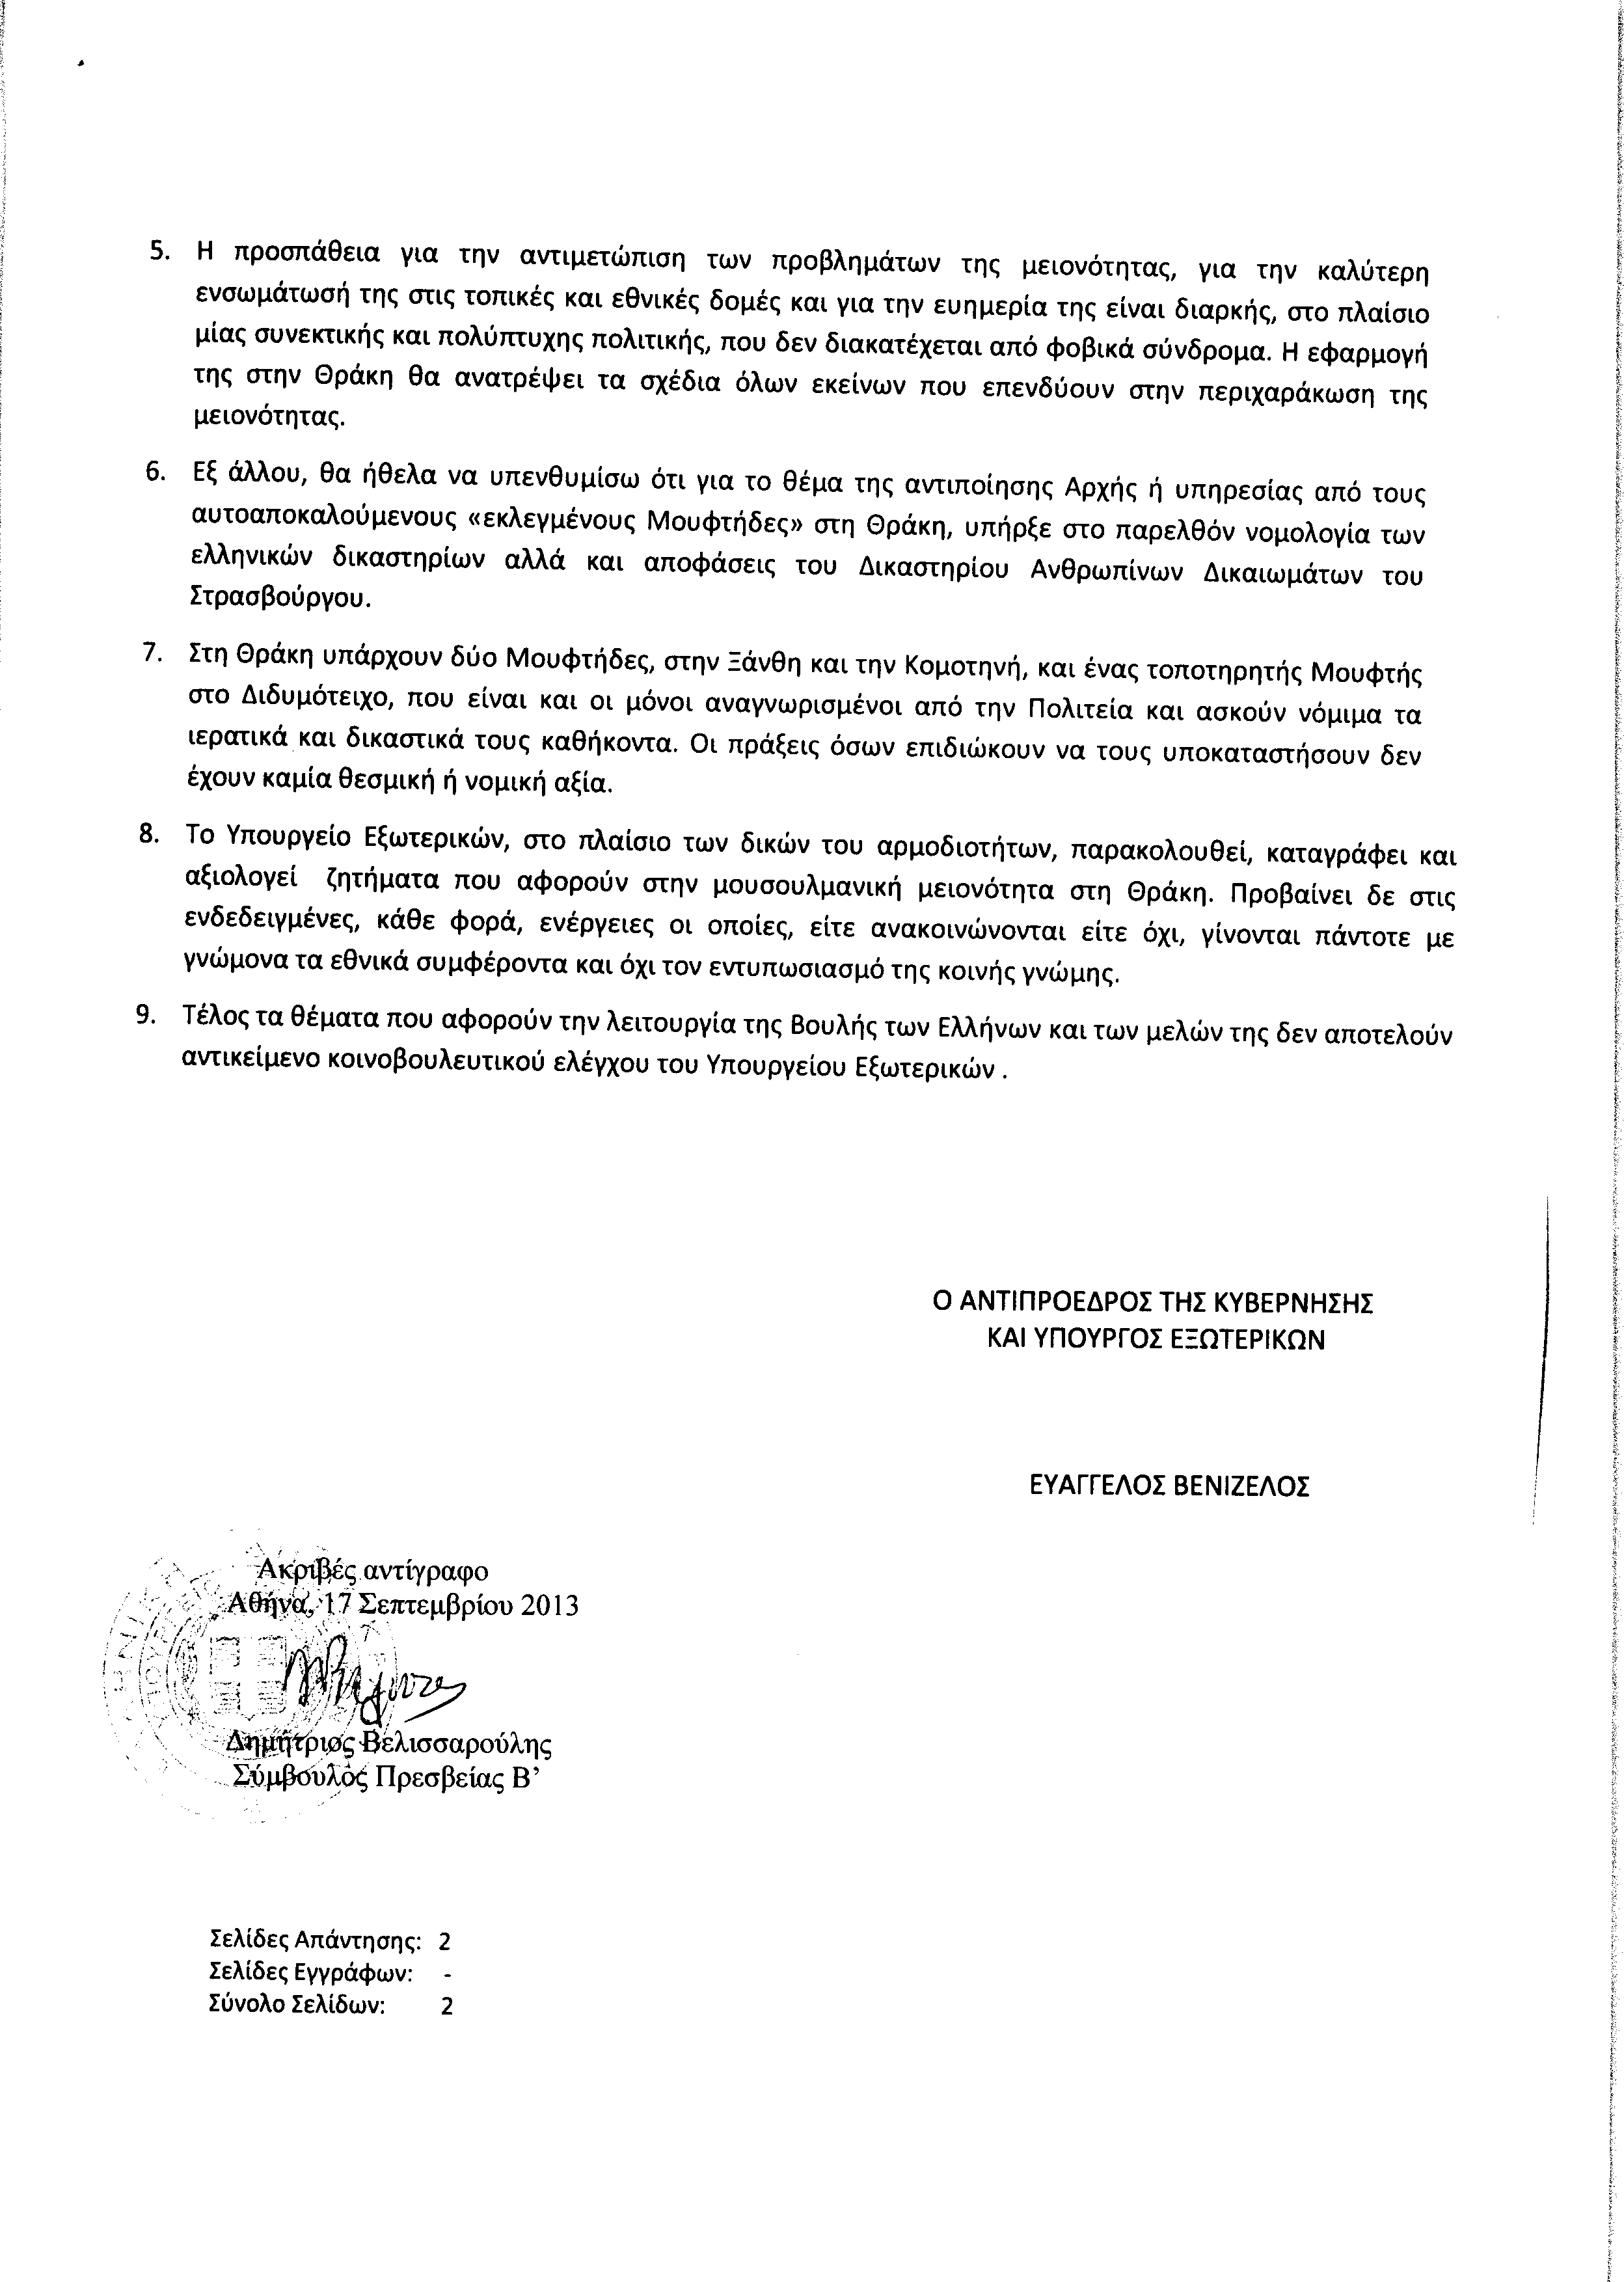 5. Η προσπάθεια για την αντιμετώπιση των προβλημάτων της μειονότητας, για την καλύτερη
ενσωμάτωσή της στις τοπικές και εθνικές δομές και για την ευημερία της είναι διαρκής, στο πλαίσιο
μίας συνεκτικής και πολύπτυχης πολιτικής, που δεν διακατέχεται από φοβικά σύνδρομα. Η εφαρμογή
της στην Θράκη θα ανατρέψει τα σχέδια όλων εκείνων που επενδύουν στην περιχαράκωση της
μειονότητας.
6. Εξ άλλου, θα ήθελα να υπενθυμίσω ότι για το θέμα της αντιποίησης Αρχής ή υπηρεσίας από τους
αυτοαποκαλούμενους «εκλεγμένους Μουφτήδες» στη Θράκη, υπήρξε στο παρελθόν νομολογία των
ελληνικών δικαστηρίων αλλά και αποφάσεις του Δικαστηρίου Ανθρωπίνων Δικαιωμάτων του
Στρασβούργου.
7. Στη Θράκη υπάρχουν δύο Μουφτήδες, στην Ξάνθη και την Κομοτηνή, και ένας τοποτηρητής Μουφτής
στο Διδυμότειχο, που είναι και οι μόνοι αναγνωρισμένοι από την Πολιτεία και ασκούν νόμιμα τα
ιερατικά και δικαστικά τους καθήκοντα. Οι πράξεις όσων επιδιώκουν να τους υποκαταστήσουν δεν
έχουν καμία θεσμική ή νομική αξία.
8. Το Υπουργείο Εξωτερικών, στο πλαίσιο των δικών του αρμοδιοτήτων, παρακολουθεί, καταγράφει και
αξιολογεί ζητήματα που αφορούν στην μουσουλμανική μειονότητα στη Θράκη. Προβαίνει δε στις
ενδεδειγμένες, κάθε φορά, ενέργειες οι οποίες, είτε ανακοινώνονται είτε όχι, γίνονται πάντοτε με
γνώμονα τα εθνικά συμφέροντα και όχι τον εντυπωσιασμό της κοινής γνώμης.
9. Τέλος τα θέματα που αφορούν την λειτουργία της Βουλής των Ελλήνων και των μελών της δεν αποτελούν
αντικείμενο κοινοβουλευτικού ελέγχου του Υπουργείου Εξωτερικών .
Ο ΑΝΤΙΠΡΟΕΔΡΟΣ ΤΗΣ ΚΥΒΕΡΝΗΣΗΣ
ΚΑΙ ΥΠΟΥΡΓΟΣ ΕΞΩΤΕΡΙΚΩΝ
ΕΥΑΓΓΕΛΟΣ ΒΕΝΙΖΕΛΟΣ
Ακριβές αντίγραφο
Αθήνα, 17 Σεπτεμβρίου 2013
Δημήτριος Βελισσαρούλης
Σύμβουλος Πρεσβείας Β’
Σελίδες Απάντησης: 2
Σελίδες Εγγράφων: -
Σύνολο Σελίδων: 2